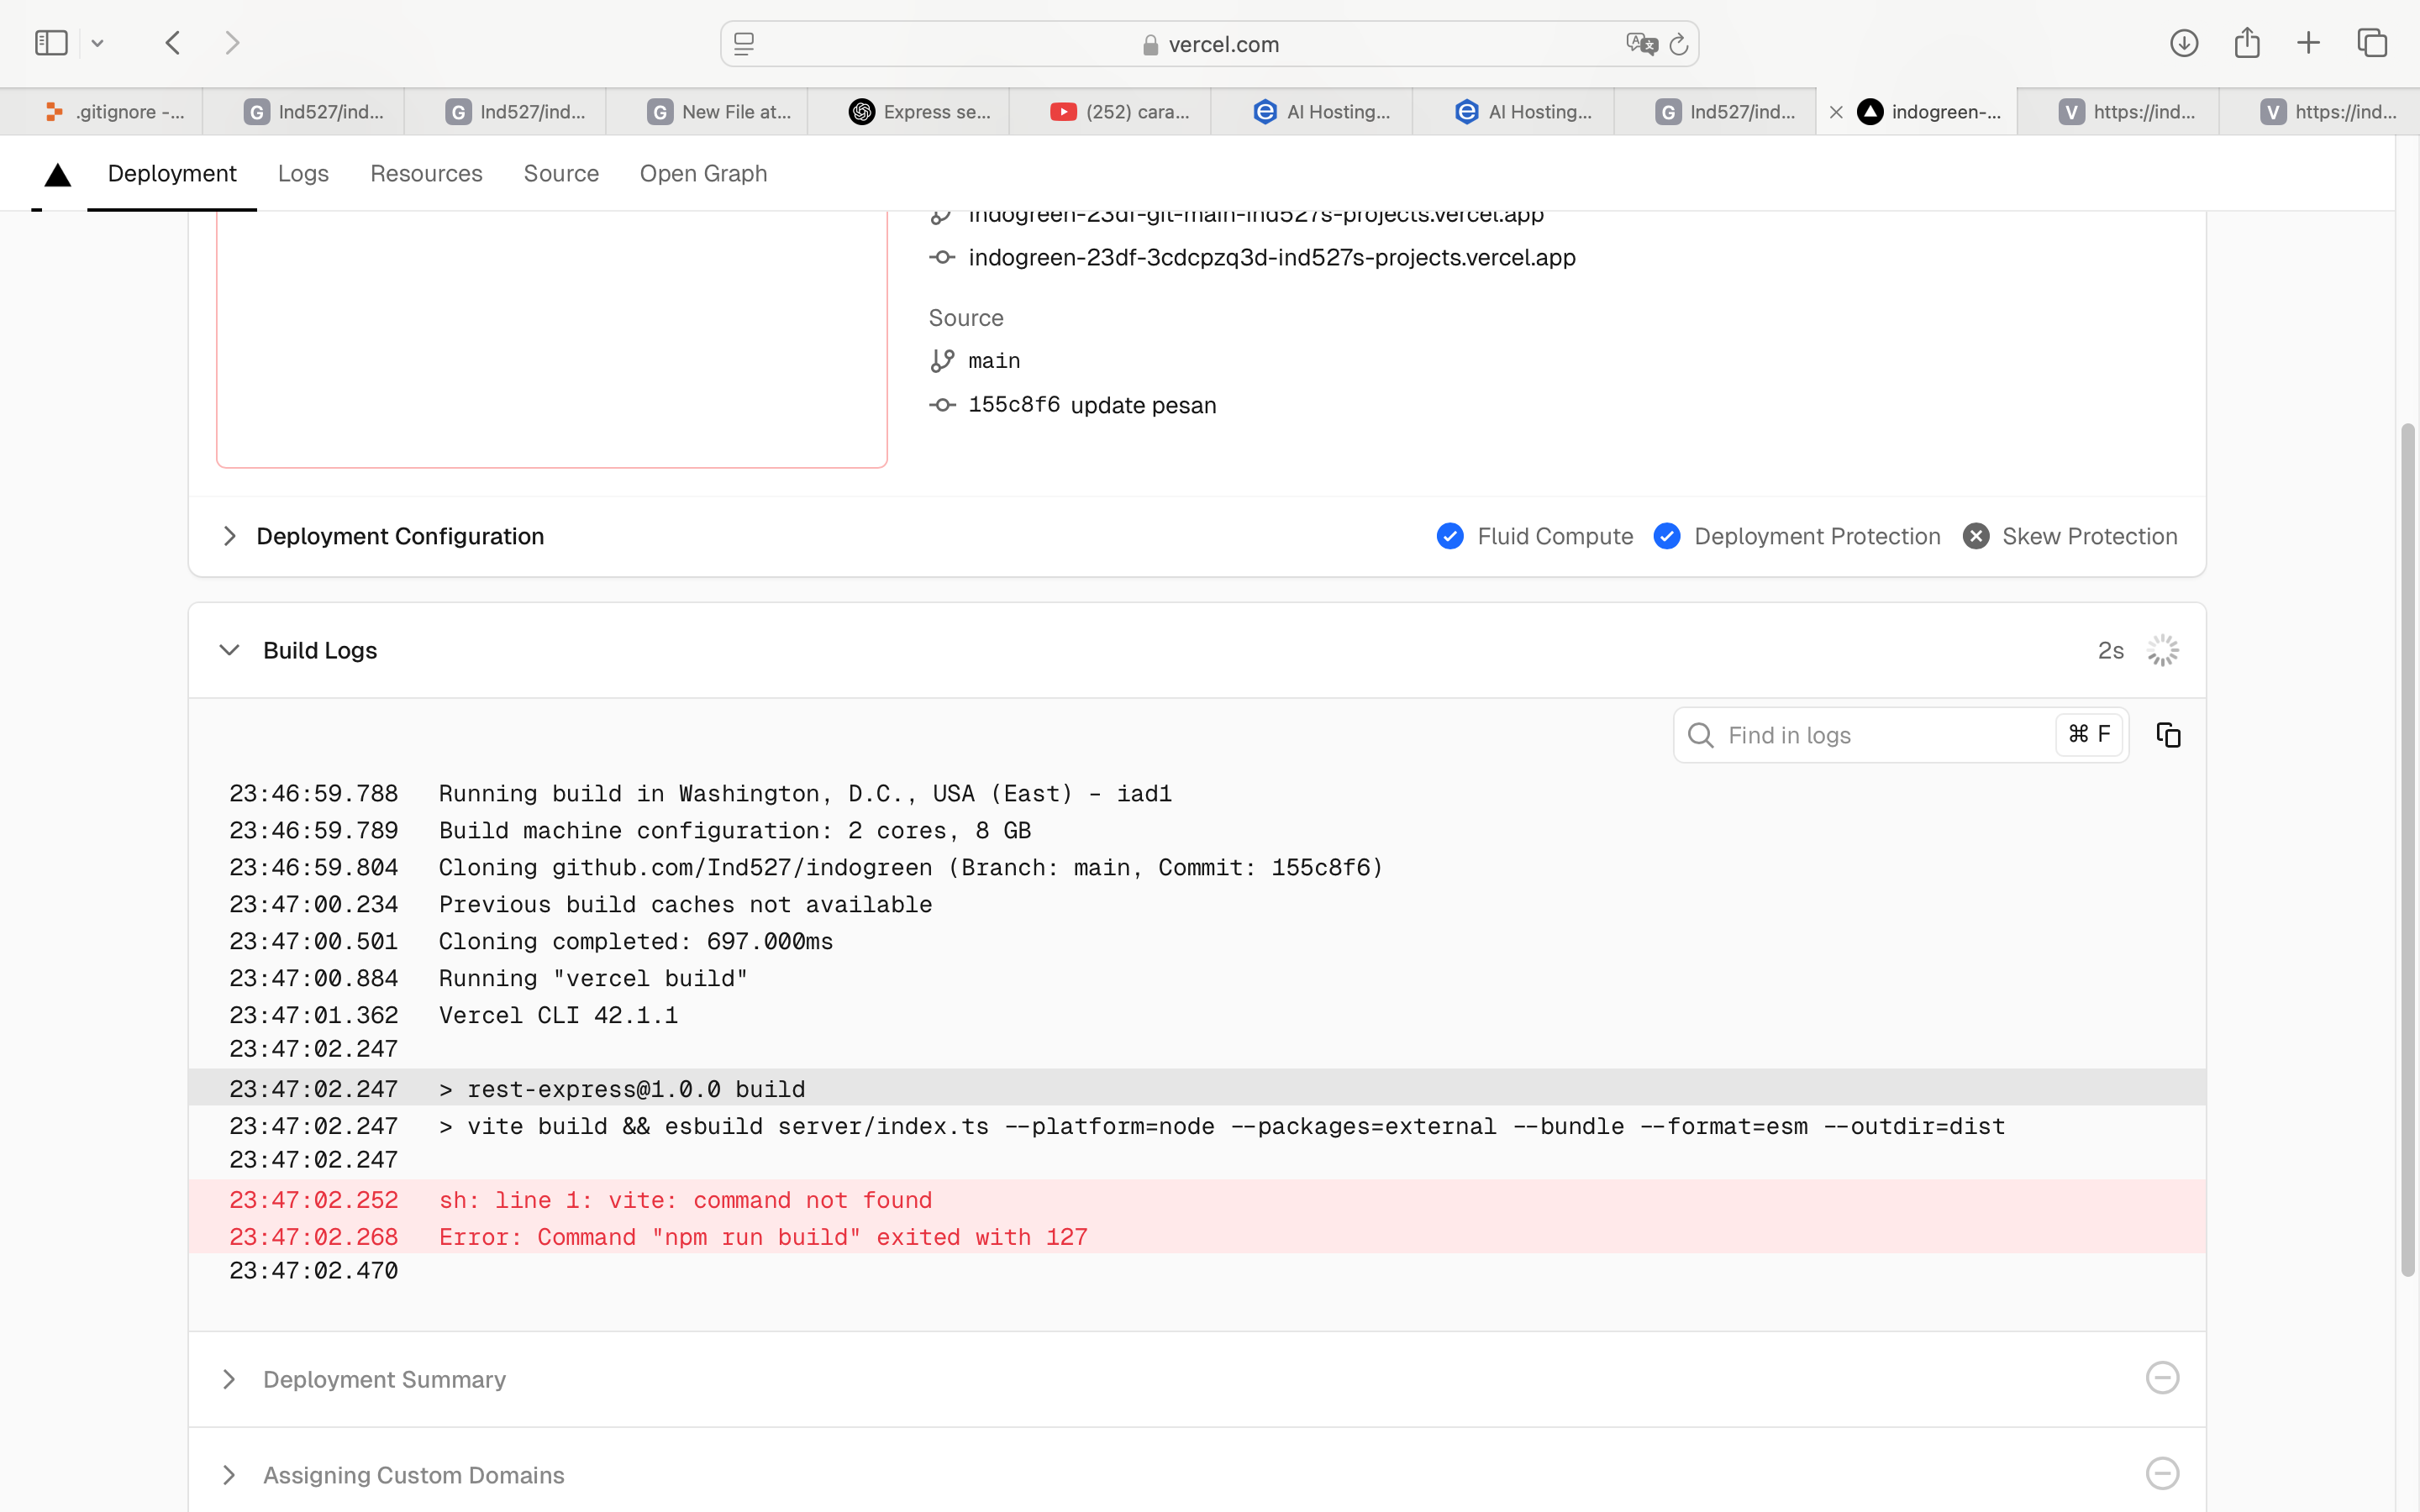 vercel.com
.gitignore -...
G Ind527/ind...
G Ind527/ind...
G New File at...
Express se...
(252) cara...
AI Hosting...
AI Hosting...
G Ind527/ind...
indogreen-...
V https://ind...
V https://ind...
Deployment Logs Resources Source Open Graph
indogreen-23df-git-main-ind527s-projects.vercel.app
indogreen-23df-3cdcpzq3d-ind527s-projects.vercel.app
Source
main
155c8f6 update pesan
Deployment Configuration Fluid Compute Deployment Protection Skew Protection
Build Logs 2s
Find in logs ⌘ F
23:46:59.788 Running build in Washington, D.C., USA (East) – iad1
23:46:59.789 Build machine configuration: 2 cores, 8 GB
23:46:59.804 Cloning github.com/Ind527/indogreen (Branch: main, Commit: 155c8f6)
23:47:00.234 Previous build caches not available
23:47:00.501 Cloning completed: 697.000ms
23:47:00.884 Running "vercel build"
23:47:01.362 Vercel CLI 42.1.1
23:47:02.247
23:47:02.247 > rest-express@1.0.0 build
23:47:02.247 > vite build && esbuild server/index.ts --platform=node --packages=external --bundle --format=esm --outdir=dist
23:47:02.247
23:47:02.252 sh: line 1: vite: command not found
23:47:02.268 Error: Command "npm run build" exited with 127
23:47:02.470
Deployment Summary
Assigning Custom Domains